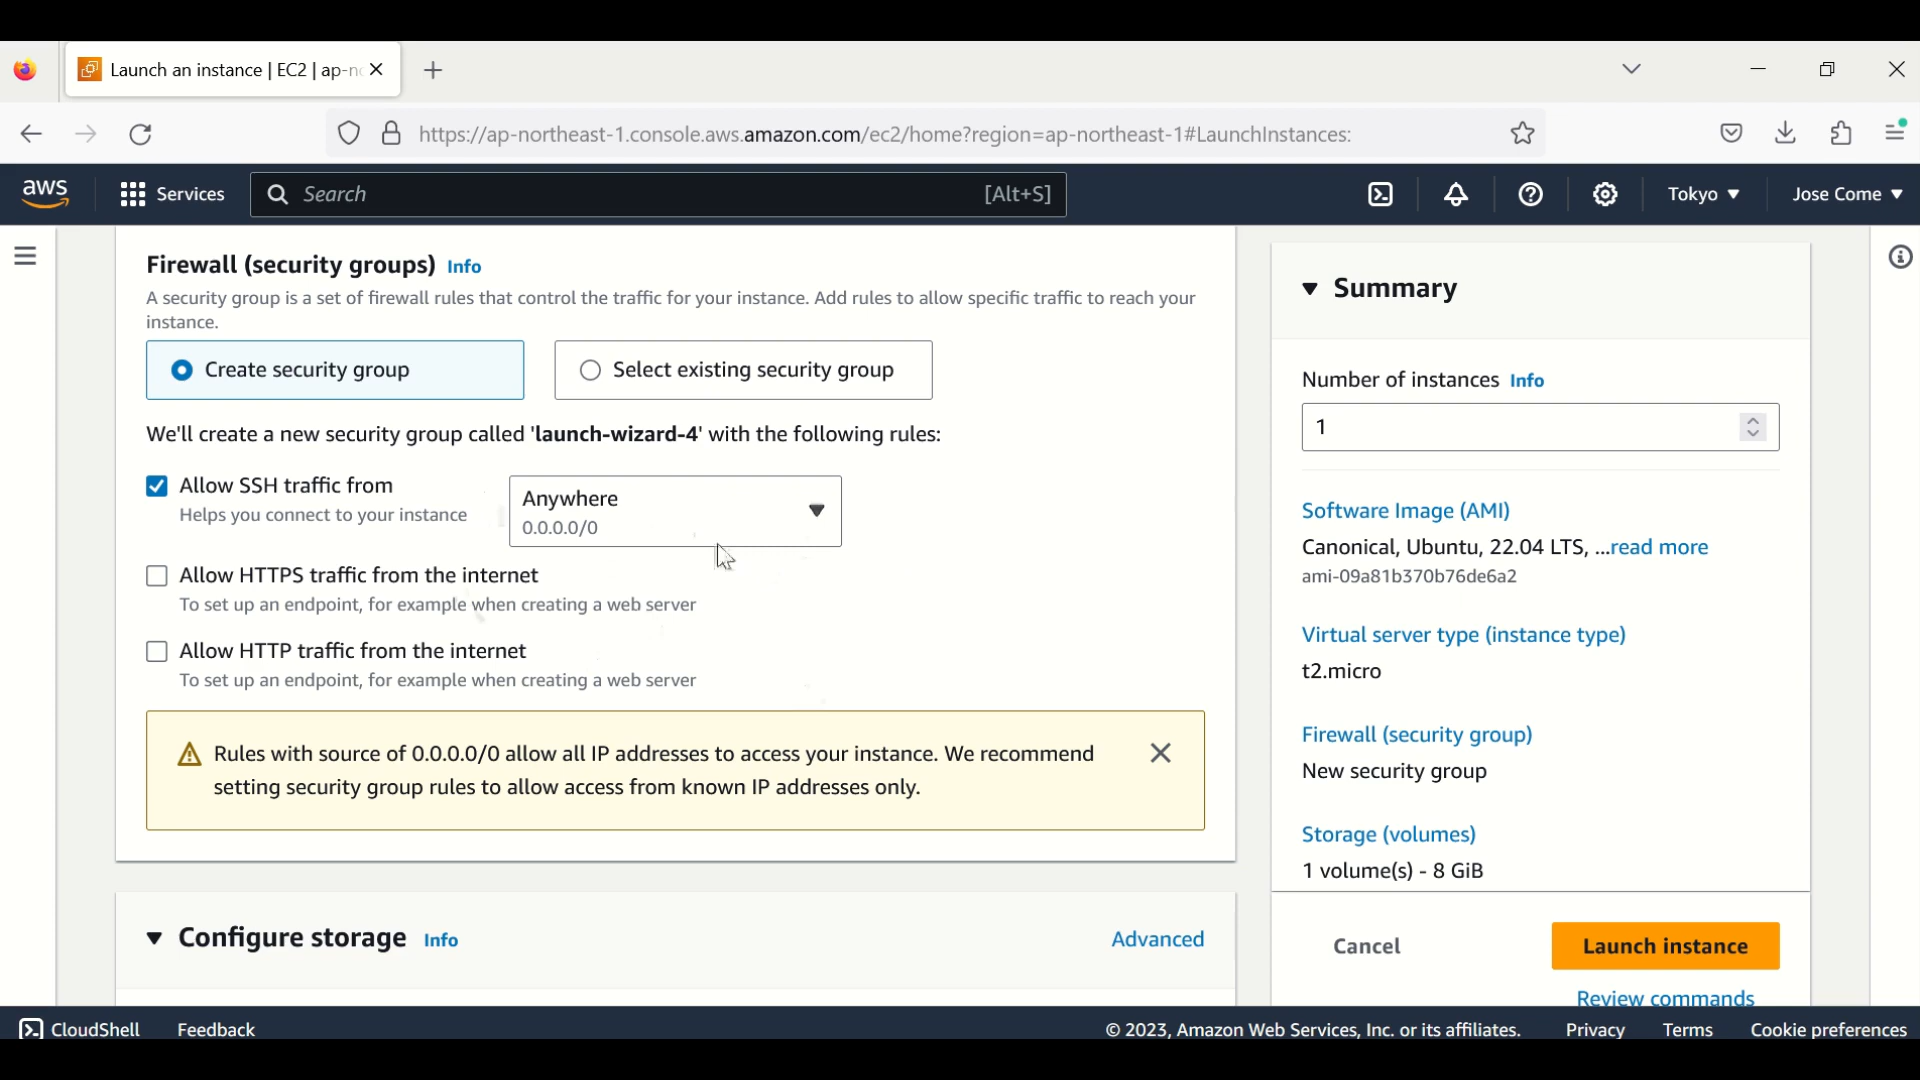 Launch an instance | EC2 | ap-no
https://ap-northeast-1.console.aws.amazon.com/ec2/home?region=ap-northeast-1#LaunchInstances:
aws Services Search [Alt+S] Tokyo Jose Come
Firewall (security groups) Info
A security group is a set of firewall rules that control the traffic for your instance. Add rules to allow specific traffic to reach your
instance.
Create security group
Select existing security group
We'll create a new security group called 'launch-wizard-4' with the following rules:
Allow SSH traffic from
Helps you connect to your instance
Anywhere
0.0.0.0/0
Allow HTTPS traffic from the internet
To set up an endpoint, for example when creating a web server
Allow HTTP traffic from the internet
To set up an endpoint, for example when creating a web server
Rules with source of 0.0.0.0/0 allow all IP addresses to access your instance. We recommend
setting security group rules to allow access from known IP addresses only.
Configure storage Info
Advanced
Summary
Number of instances Info
1
Software Image (AMI)
Canonical, Ubuntu, 22.04 LTS, ...read more
ami-09a81b370b76de6a2
Virtual server type (instance type)
t2.micro
Firewall (security group)
New security group
Storage (volumes)
1 volume(s) - 8 GiB
Cancel
Launch instance
Review commands
CloudShell Feedback © 2023, Amazon Web Services, Inc. or its affiliates. Privacy Terms Cookie preferences